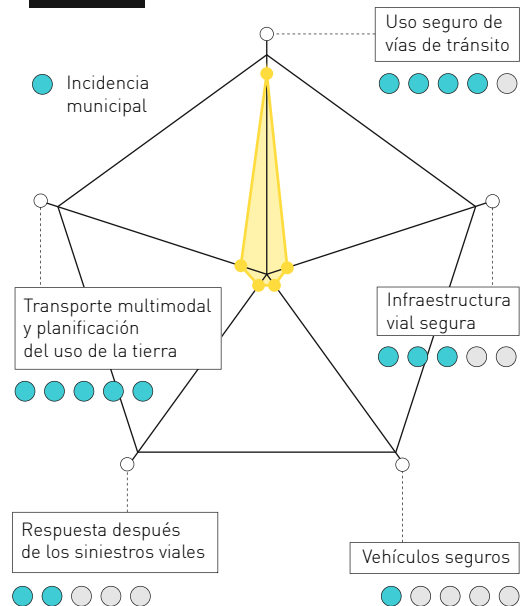 Uso seguro de
vías de tránsito
Incidencia
municipal
Transporte multimodal
y planificación
del uso de la tierra
Infraestructura
vial segura
Respuesta después
de los siniestros viales
Vehículos seguros